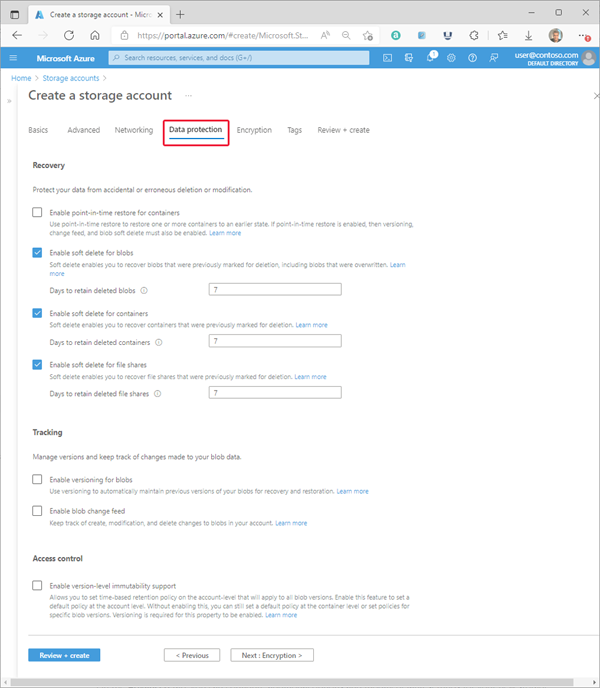 Create a storage account - Micro
https://portal.azure.com/#create/Microsoft.St...
Microsoft Azure
Search resources, services, and docs (G+/)
1
user@contoso.com
DEFAULT DIRECTORY
Home > Storage accounts >
Create a storage account ...
Basics Advanced Networking Data protection Encryption Tags Review + create
Recovery
Protect your data from accidental or erroneous deletion or modification.
Enable point-in-time restore for containers
Use point-in-time restore to restore one or more containers to an earlier state. If point-in-time restore is enabled, then versioning,
change feed, and blob soft delete must also be enabled. Learn more
Enable soft delete for blobs
Soft delete enables you to recover blobs that were previously marked for deletion, including blobs that were overwritten. Learn
more
Days to retain deleted blobs 7
Enable soft delete for containers
Soft delete enables you to recover containers that were previously marked for deletion. Learn more
Days to retain deleted containers 7
Enable soft delete for file shares
Soft delete enables you to recover file shares that were previously marked for deletion. Learn more
Days to retain deleted file shares 7
Tracking
Manage versions and keep track of changes made to your blob data.
Enable versioning for blobs
Use versioning to automatically maintain previous versions of your blobs for recovery and restoration. Learn more
Enable blob change feed
Keep track of create, modification, and delete changes to blobs in your account. Learn more
Access control
Enable version-level immutability support
Allows you to set time-based retention policy on the account-level that will apply to all blob versions. Enable this feature to set a
default policy at the account level. Without enabling this, you can still set a default policy at the container level or set policies for
specific blob versions. Versioning is required for this property to be enabled. Learn more
Review + create < Previous Next : Encryption >